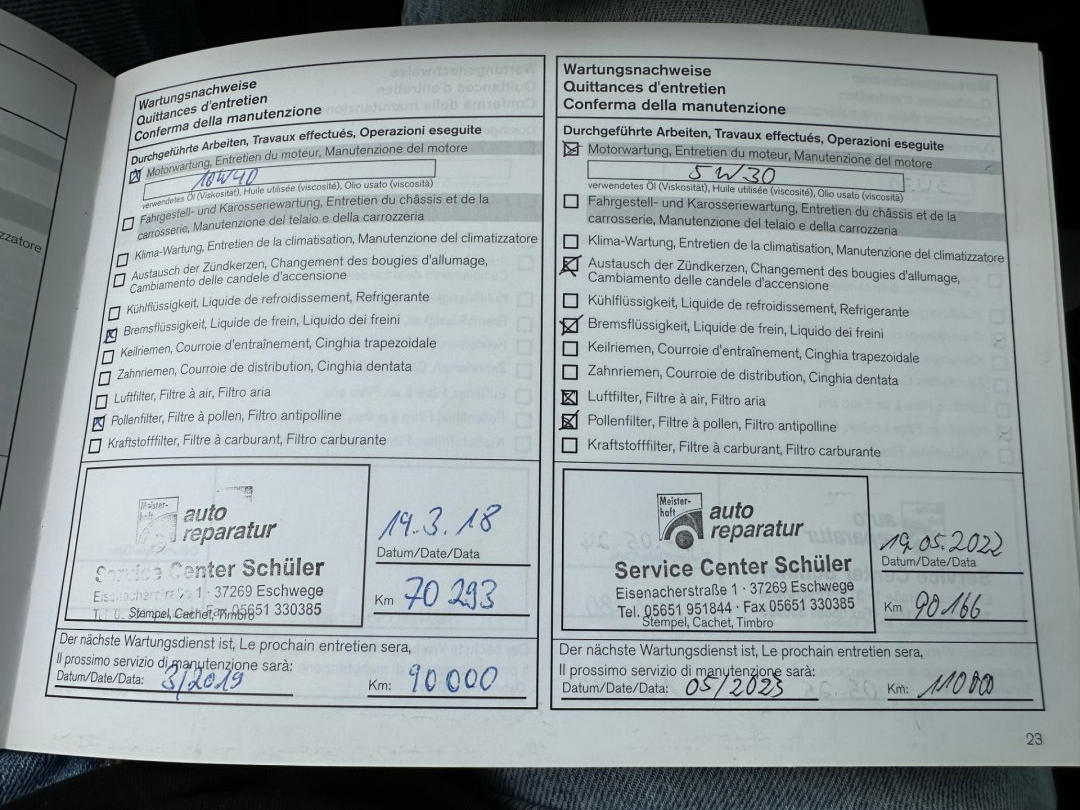 zzatore
Wartungsnachweise
Quittances d'entretien
Conferma della manutenzione
Durchgeführte Arbeiten, Travaux effectués, Operazioni eseguite
Motorwartung, Entretien du moteur, Manutenzione del motore
10W40
verwendetes Öl (Viskosität), Huile utilisée (viscosité), Olio usato (viscosità)
Fahrgestell- und Karosseriewartung, Entretien du châssis et de la
carrosserie, Manutenzione del telaio e della carrozzeria
Klima-Wartung, Entretien de la climatisation, Manutenzione del climatizzatore
Austausch der Zündkerzen, Changement des bougies d'allumage,
Cambiamento delle candele d'accensione
Kühlflüssigkeit, Liquide de refroidissement, Refrigerante
Bremsflüssigkeit, Liquide de frein, Liquido dei freini
Keilriemen, Courroie d'entraînement, Cinghia trapezoidale
Zahnriemen, Courroie de distribution, Cinghia dentata
Luftfilter, Filtre à air, Filtro aria
Pollenfilter, Filtre à pollen, Filtro antipolline
Kraftstofffilter, Filtre à carburant, Filtro carburante
Meister-
haft
auto
reparatur
Service Center Schüler
Eisenacherstraße 1 · 37269 Eschwege
Fax 05651 330385
Stempel, Cachet, Timbro
19.3.18
Datum/Date/Data
Km 70 293
Der nächste Wartungsdienst ist, Le prochain entretien sera,
Il prossimo servizio di manutenzione sarà:
Datum/Date/Data: 3/2019 Km: 90000
Wartungsnachweise
Quittances d'entretien
Conferma della manutenzione
Durchgeführte Arbeiten, Travaux effectués, Operazioni eseguite
Motorwartung, Entretien du moteur, Manutenzione del motore
5W30
verwendetes Öl (Viskosität), Huile utilisée (viscosité), Olio usato (viscosità)
Fahrgestell- und Karosseriewartung, Entretien du châssis et de la
carrosserie, Manutenzione del telaio e della carrozzeria
Klima-Wartung, Entretien de la climatisation, Manutenzione del climatizzatore
Austausch der Zündkerzen, Changement des bougies d'allumage,
Cambiamento delle candele d'accensione
Kühlflüssigkeit, Liquide de refroidissement, Refrigerante
Bremsflüssigkeit, Liquide de frein, Liquido dei freini
Keilriemen, Courroie d'entraînement, Cinghia trapezoidale
Zahnriemen, Courroie de distribution, Cinghia dentata
Luftfilter, Filtre à air, Filtro aria
Pollenfilter, Filtre à pollen, Filtro antipolline
Kraftstofffilter, Filtre à carburant, Filtro carburante
Meister-
haft
auto
reparatur
Service Center Schüler
Eisenacherstraße 1 · 37269 Eschwege
Tel. 05651 951844 · Fax 05651 330385
Stempel, Cachet, Timbro
19.05.2022
Datum/Date/Data
Km 90166
Der nächste Wartungsdienst ist, Le prochain entretien sera,
Il prossimo servizio di manutenzione sarà:
Datum/Date/Data: 05/2023 Km: 110000
23